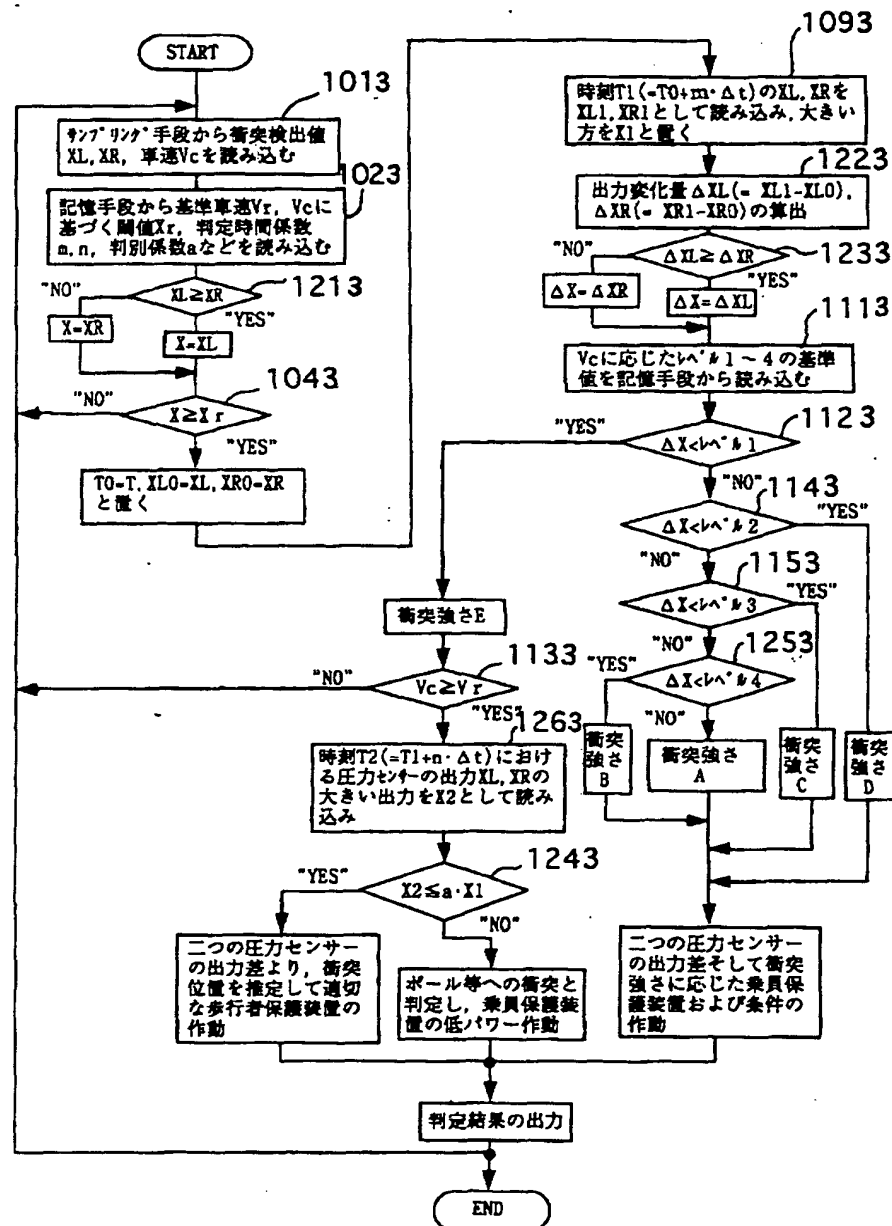 START
1013
サンプリング手段から衝突検出値
XL,XR, 車速Vcを読み込む
1023
記憶手段から基準車速Vr, Vcに
基づく閾値Xr, 判定時間係数
m,n, 判別係数aなどを読み込む
1213
"NO"
XL≥XR
"YES"
X=XR
X=XL
1043
"NO"
X≥Xr
"YES"
T0=T, XL0=XL, XR0=XR
と置く
1093
時刻T1(=T0+m·Δt)のXL, XRを
XL1, XR1として読み込み, 大きい
方をX1と置く
1223
出力変化量ΔXL(= XL1-XL0),
ΔXR(= XR1-XR0)の算出
1233
"NO"
ΔXL≥ΔXR
"YES"
ΔX=ΔXR
ΔX=ΔXL
1113
Vcに応じたレベル1~4の基準
値を記憶手段から読み込む
1123
"YES"
ΔX<レベル1
"NO"
1143
ΔX<レベル2
"YES"
"NO"
1153
ΔX<レベル3
"YES"
"NO"
1253
"YES"
ΔX<レベル4
"NO"
衝突
強さ
B
衝突強さ
A
衝突
強さ
C
衝突
強さ
D
衝突強さE
1133
"NO"
Vc≥Vr
"YES"
1263
時刻T2(=T1+n·Δt)におけ
る圧力センサーの出力XL, XRの
大きい出力をX2として読み
込み
1243
"YES"
X2≤a·X1
"NO"
二つの圧力センサー
の出力差より, 衝突
位置を推定して適切
な歩行者保護装置の
作動
ポール等への衝突と
判定し, 乗員保護装
置の低パワー作動
二つの圧力センサー
の出力差そして衝突
強さに応じた乗員保
護装置および条件の
作動
判定結果の出力
END